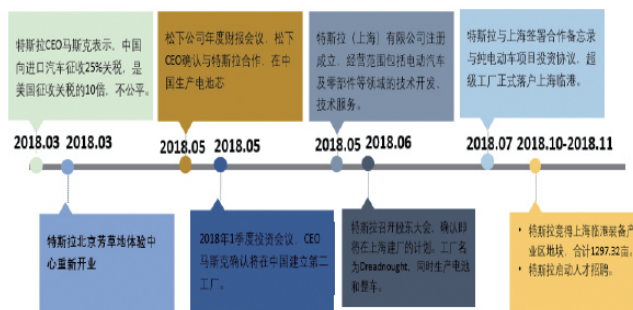 特斯拉CEO马斯克表示,中国
向进口汽车征收25%关税,是
美国征收关税的10倍,不公平。
松下公司年度财报会议,松下
CEO确认与特斯拉合作,在中
国生产电池芯
特斯拉(上海)有限公司注册
成立,经营范围包括电动汽车
及零部件等领域的技术开发、
技术服务。
特斯拉与上海签署合作备忘录
与纯电动车项目投资协议,超
级工厂正式落户上海临港。
2018.03
2018.03
2018.05
2018.05
2018.05
2018.06
2018.07
2018.10-2018.11
特斯拉北京芳草地体验中
心重新开业
2018年1季度投资会议,CEO
马斯克确认将在中国建立第二
工厂。
特斯拉召开股东大会,确认即
将在上海建厂的计划,工厂名
为Dreadnought,同时生产电池
和整车。
• 特斯拉竞得上海临港装备产
业区地块,合计1297.32亩。
• 特斯拉启动人才招聘。